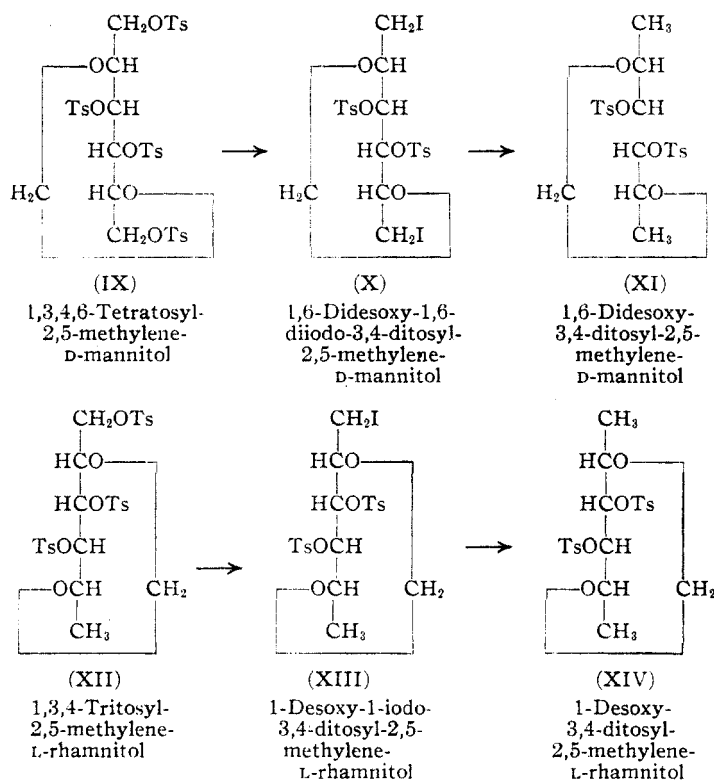 CH₂OTs CH₂I CH₃
OCH OCH OCH
TsOCH TsOCH TsOCH
HCOTs HCOTs HCOTs
H₂C HCO H₂C HCO H₂C HCO
CH₂OTs CH₂I CH₃
(IX) (X) (XI)
1,3,4,6-Tetratosyl- 1,6-Didesoxy-1,6- 1,6-Didesoxy-
2,5-methylene- diiodo-3,4-ditosyl- 3,4-ditosyl-2,5-
D-mannitol 2,5-methylene- methylene-
D-mannitol D-mannitol
CH₂OTs CH₂I CH₃
HCO HCO HCO
HCOTs HCOTs HCOTs
TsOCH TsOCH TsOCH
OCH CH₂ OCH CH₂ OCH CH₂
CH₃ CH₃ CH₃
(XII) (XIII) (XIV)
1,3,4-Tritosyl- 1-Desoxy-1-iodo- 1-Desoxy-
2,5-methylene- 3,4-ditosyl-2,5- 3,4-ditosyl-
L-rhamnitol methylene- 2,5-methylene-
L-rhamnitol L-rhamnitol